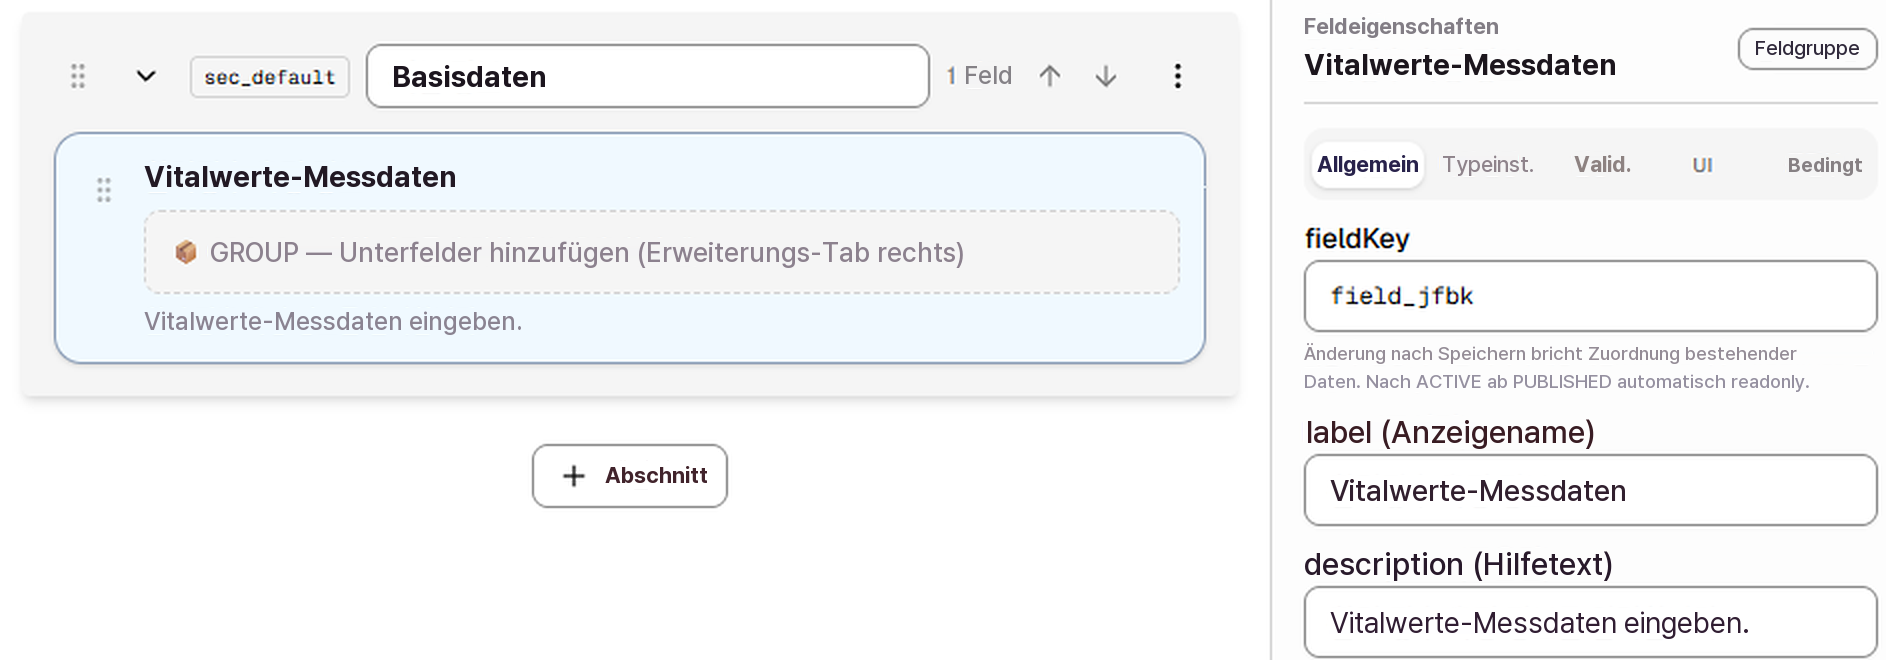 sec_default
Basisdaten
1 Feld
Vitalwerte-Messdaten
GROUP — Unterfelder hinzufügen (Erweiterungs-Tab rechts)
Vitalwerte-Messdaten eingeben.
Abschnitt
Feldeigenschaften
Vitalwerte-Messdaten
Feldgruppe
Allgemein Typeinst. Valid. UI Bedingt
fieldKey
field_jfbk
Änderung nach Speichern bricht Zuordnung bestehender
Daten. Nach ACTIVE ab PUBLISHED automatisch readonly.
label (Anzeigename)
Vitalwerte-Messdaten
description (Hilfetext)
Vitalwerte-Messdaten eingeben.